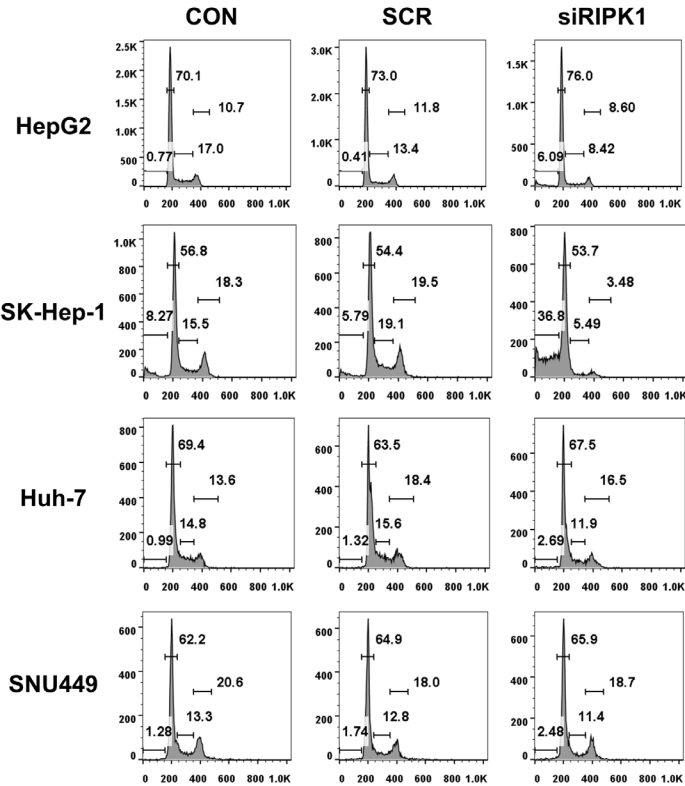 CON SCR siRIPK1
HepG2
2.5K 2.0K 1.5K 1.0K 500 0
70.1 10.7 0.77 17.0
0 200 400 600 800 1.0K
3.0K 2.0K 1.0K 0
73.0 11.8 0.41 13.4
0 200 400 600 800 1.0K
1.5K 1.0K 500 0
76.0 8.60 6.09 8.42
0 200 400 600 800 1.0K
SK-Hep-1
1.0K 800 600 400 200 0
56.8 18.3 8.27 15.5
0 200 400 600 800 1.0K
800 600 400 200 0
54.4 19.5 5.79 19.1
0 200 400 600 800 1.0K
800 600 400 200 0
53.7 3.48 36.8 5.49
0 200 400 600 800 1.0K
Huh-7
800 600 400 200 0
69.4 13.6 0.99 14.8
0 200 400 600 800 1.0K
800 600 400 200 0
63.5 18.4 1.32 15.6
0 200 400 600 800 1.0K
800 600 400 200 0
67.5 16.5 2.69 11.9
0 200 400 600 800 1.0K
SNU449
600 400 200 0
62.2 20.6 1.28 13.3
0 200 400 600 800 1.0K
600 400 200 0
64.9 18.0 1.74 12.8
0 200 400 600 800 1.0K
600 400 200 0
65.9 18.7 2.48 11.4
0 200 400 600 800 1.0K